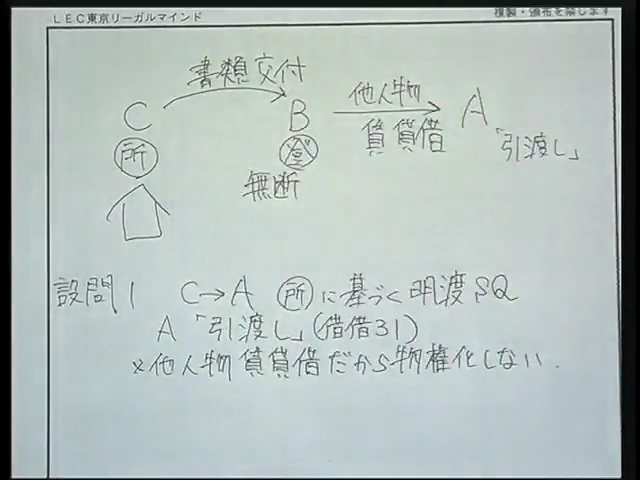 LEC東京リーガルマインド
複製・頒布を禁じます
書類交付
C B 他人物 A
賃貸借
所 登 「引渡し」
無断
設問1 C→A 所に基づく明渡SQ
A「引渡し」(借借31)
×他人物賃貸借だから物権化しない.